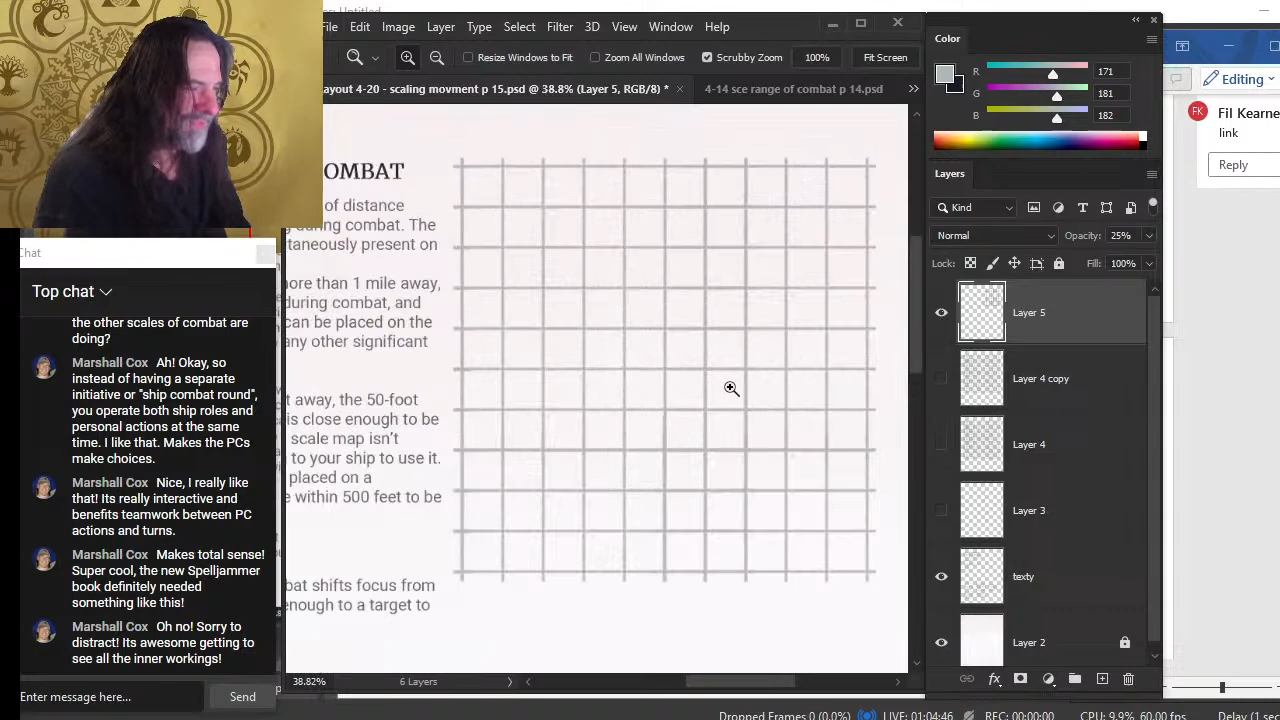 Untitled
File Edit Image Layer Type Select Filter 3D View Window Help
Resize Windows to Fit Zoom All Windows Scrubby Zoom 100% Fit Screen
layout 4-20 - scaling movment p 15.psd @ 38,8% (Layer 5, RGB/8) *
4-14 sce range of combat p 14.psd
OMBAT
of distance
g during combat. The
taneously present on
nore than 1 mile away,
during combat, and
can be placed on the
any other significant
t away, the 50-foot
is close enough to be
scale map isn't
to your ship to use it.
placed on a
e within 500 feet to be
bat shifts focus from
enough to a target to
38.82% 6 Layers
Color
R 171
G 181
B 182
Layers
Kind
Normal Opacity: 25%
Lock: Fill: 100%
Layer 5
Layer 4 copy
Layer 4
Layer 3
texty
Layer 2
fx
Editing
FK Fil Kearne
link
Reply
Chat
Top chat
the other scales of combat are
doing?
Marshall Cox Ah! Okay, so
instead of having a separate
initiative or "ship combat round",
you operate both ship roles and
personal actions at the same
time. I like that. Makes the PCs
make choices.
Marshall Cox Nice, I really like
that! Its really interactive and
benefits teamwork between PC
actions and turns.
Marshall Cox Makes total sense!
Super cool, the new Spelljammer
book definitely needed
something like this!
Marshall Cox Oh no! Sorry to
distract! Its awesome getting to
see all the inner workings!
Enter message here... Send
Dropped Frames 0 (0.0%) LIVE: 01:04:46 REC: 00:00:00 CPU: 9.9%, 60.00 fps
Delay (1 sec